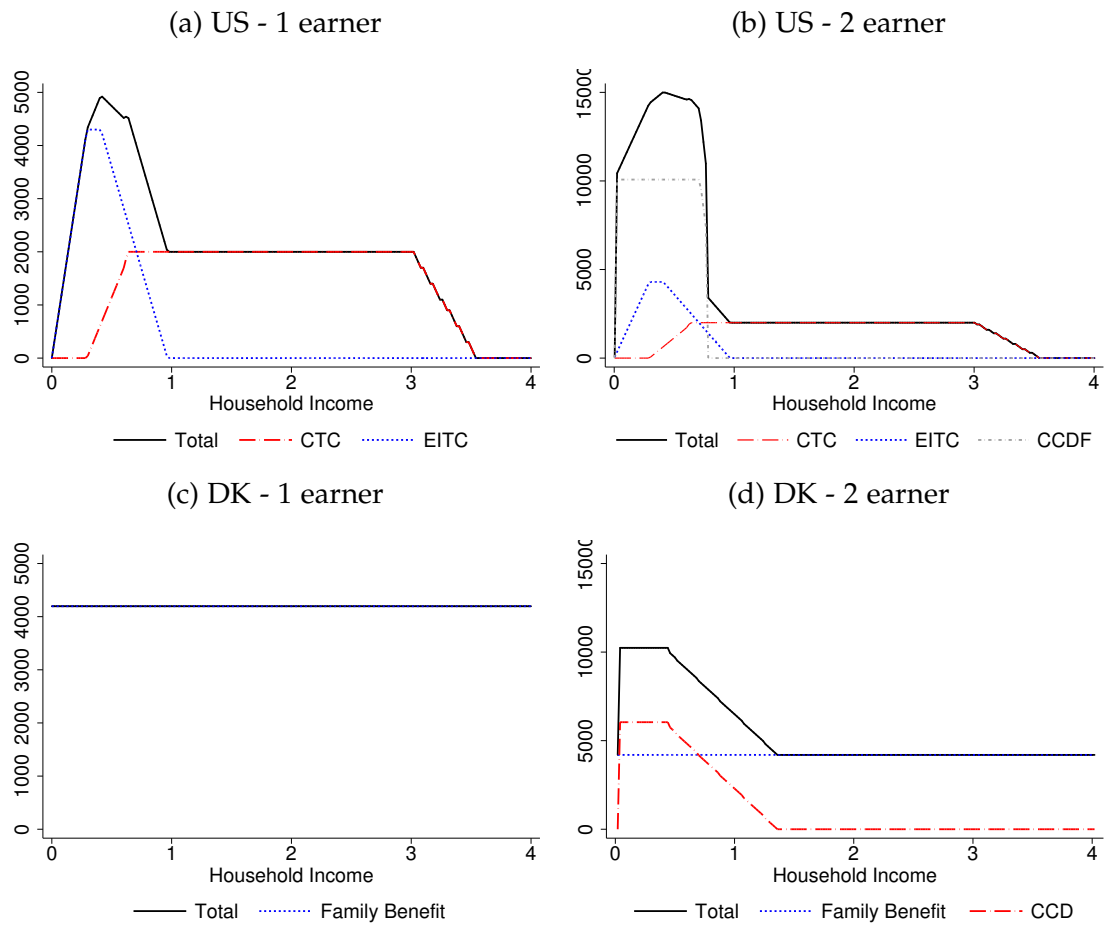 (a) US - 1 earner
5000
4000
3000
2000
1000
0
0 1 2 3 4
Household Income
Total CTC EITC
(b) US - 2 earner
15000
10000
5000
0
0 1 2 3 4
Household Income
Total CTC EITC CCDF
(c) DK - 1 earner
5000
4000
3000
2000
1000
0
0 1 2 3 4
Household Income
Total Family Benefit
(d) DK - 2 earner
15000
10000
5000
0
0 1 2 3 4
Household Income
Total Family Benefit CCD